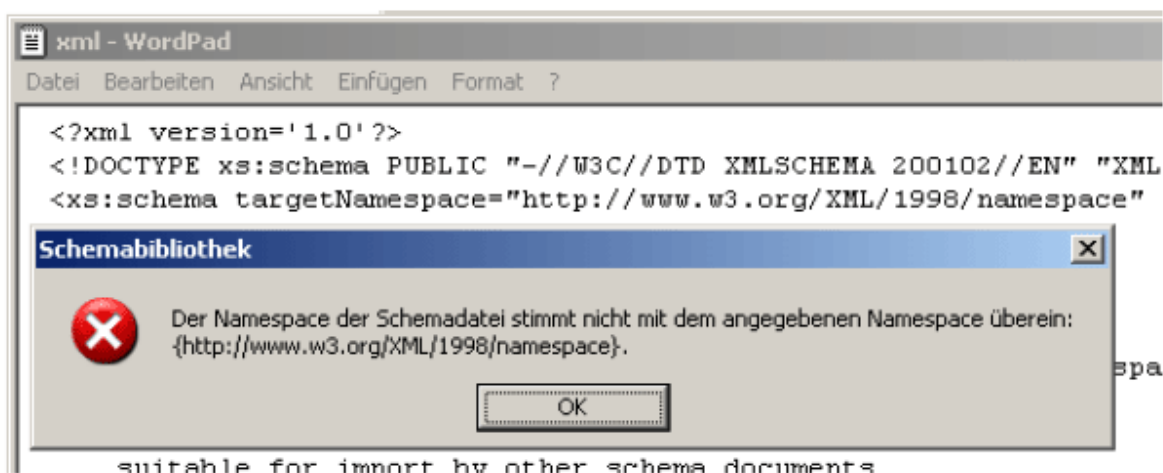 xml - WordPad
Datei Bearbeiten Ansicht Einfügen Format ?
<?xml version='1.0'?>
<!DOCTYPE xs:schema PUBLIC "-//W3C//DTD XMLSCHEMA 200102//EN" "XML
<xs:schema targetNamespace="http://www.w3.org/XML/1998/namespace"
Schemabibliothek
Der Namespace der Schemadatei stimmt nicht mit dem angegebenen Namespace überein:
{http://www.w3.org/XML/1998/namespace}.
spa
OK
suitable for import by other schema documents